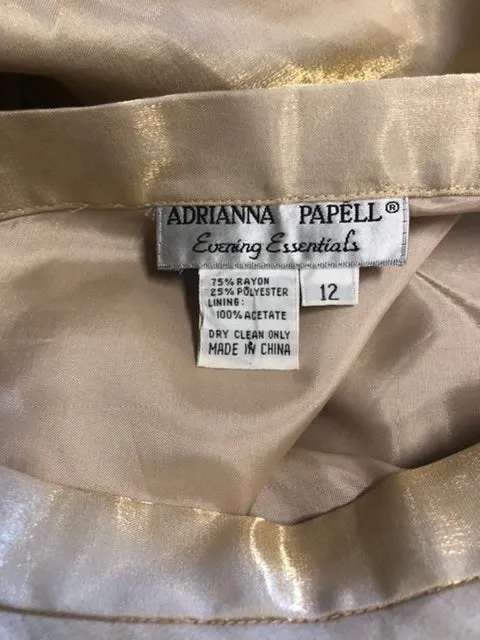 ADRIANNA PAPELL®
Evening Essentials
75% RAYON
25% POLYESTER
LINING:
100% ACETATE
DRY CLEAN ONLY
MADE IN CHINA
12